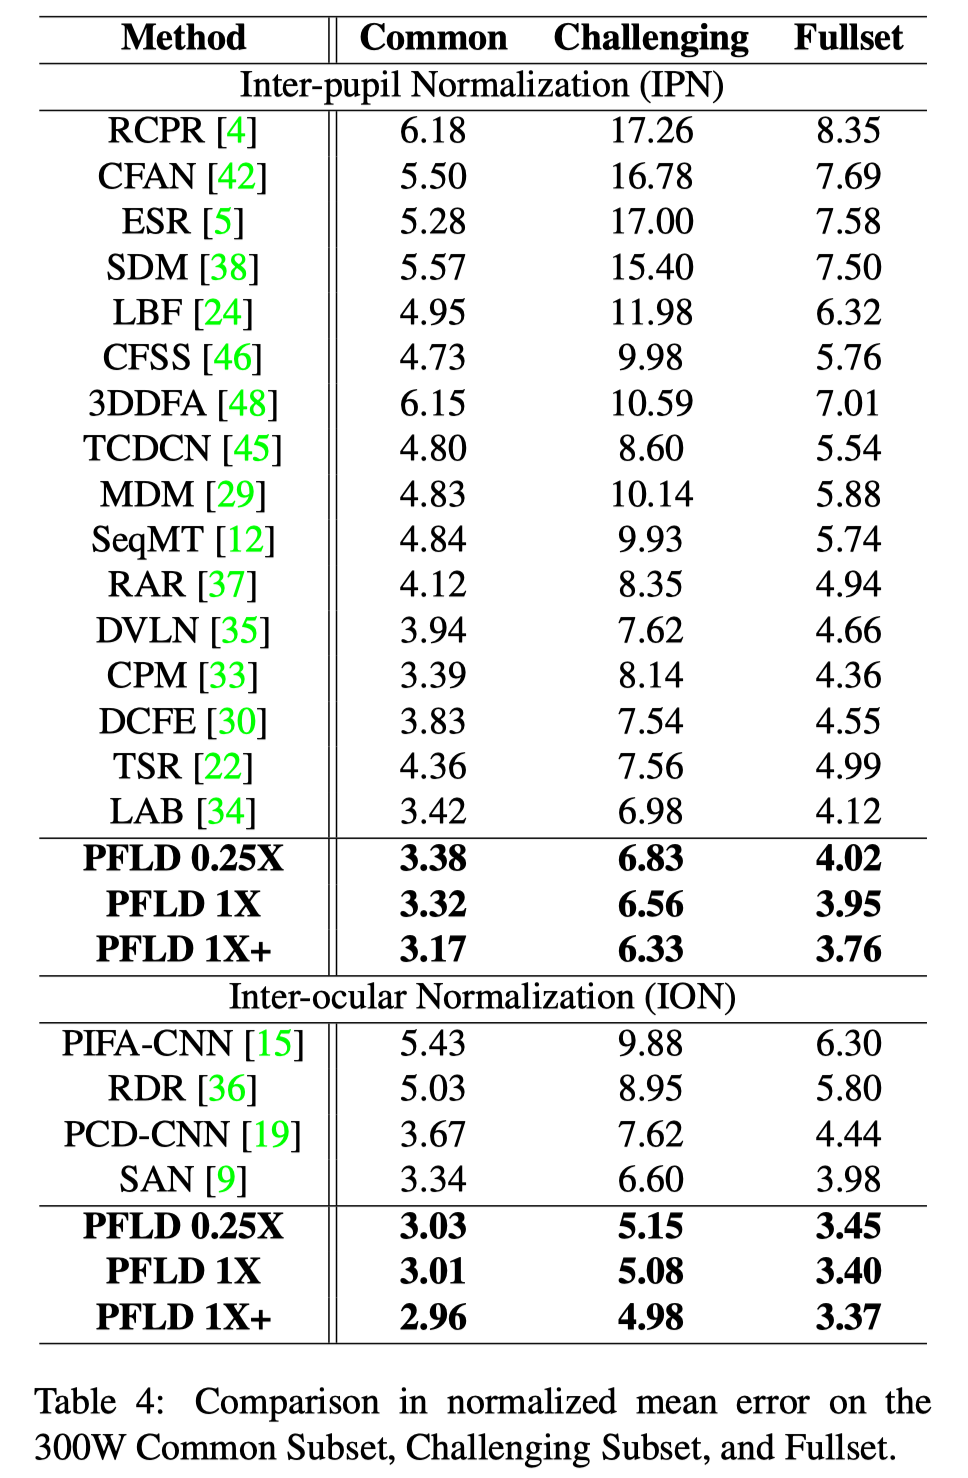 Method Common Challenging Fullset
Inter-pupil Normalization (IPN)
RCPR [4] 6.18 17.26 8.35
CFAN [42] 5.50 16.78 7.69
ESR [5] 5.28 17.00 7.58
SDM [38] 5.57 15.40 7.50
LBF [24] 4.95 11.98 6.32
CFSS [46] 4.73 9.98 5.76
3DDFA [48] 6.15 10.59 7.01
TCDCN [45] 4.80 8.60 5.54
MDM [29] 4.83 10.14 5.88
SeqMT [12] 4.84 9.93 5.74
RAR [37] 4.12 8.35 4.94
DVLN [35] 3.94 7.62 4.66
CPM [33] 3.39 8.14 4.36
DCFE [30] 3.83 7.54 4.55
TSR [22] 4.36 7.56 4.99
LAB [34] 3.42 6.98 4.12
PFLD 0.25X 3.38 6.83 4.02
PFLD 1X 3.32 6.56 3.95
PFLD 1X+ 3.17 6.33 3.76
Inter-ocular Normalization (ION)
PIFA-CNN [15] 5.43 9.88 6.30
RDR [36] 5.03 8.95 5.80
PCD-CNN [19] 3.67 7.62 4.44
SAN [9] 3.34 6.60 3.98
PFLD 0.25X 3.03 5.15 3.45
PFLD 1X 3.01 5.08 3.40
PFLD 1X+ 2.96 4.98 3.37
Table 4: Comparison in normalized mean error on the
300W Common Subset, Challenging Subset, and Fullset.